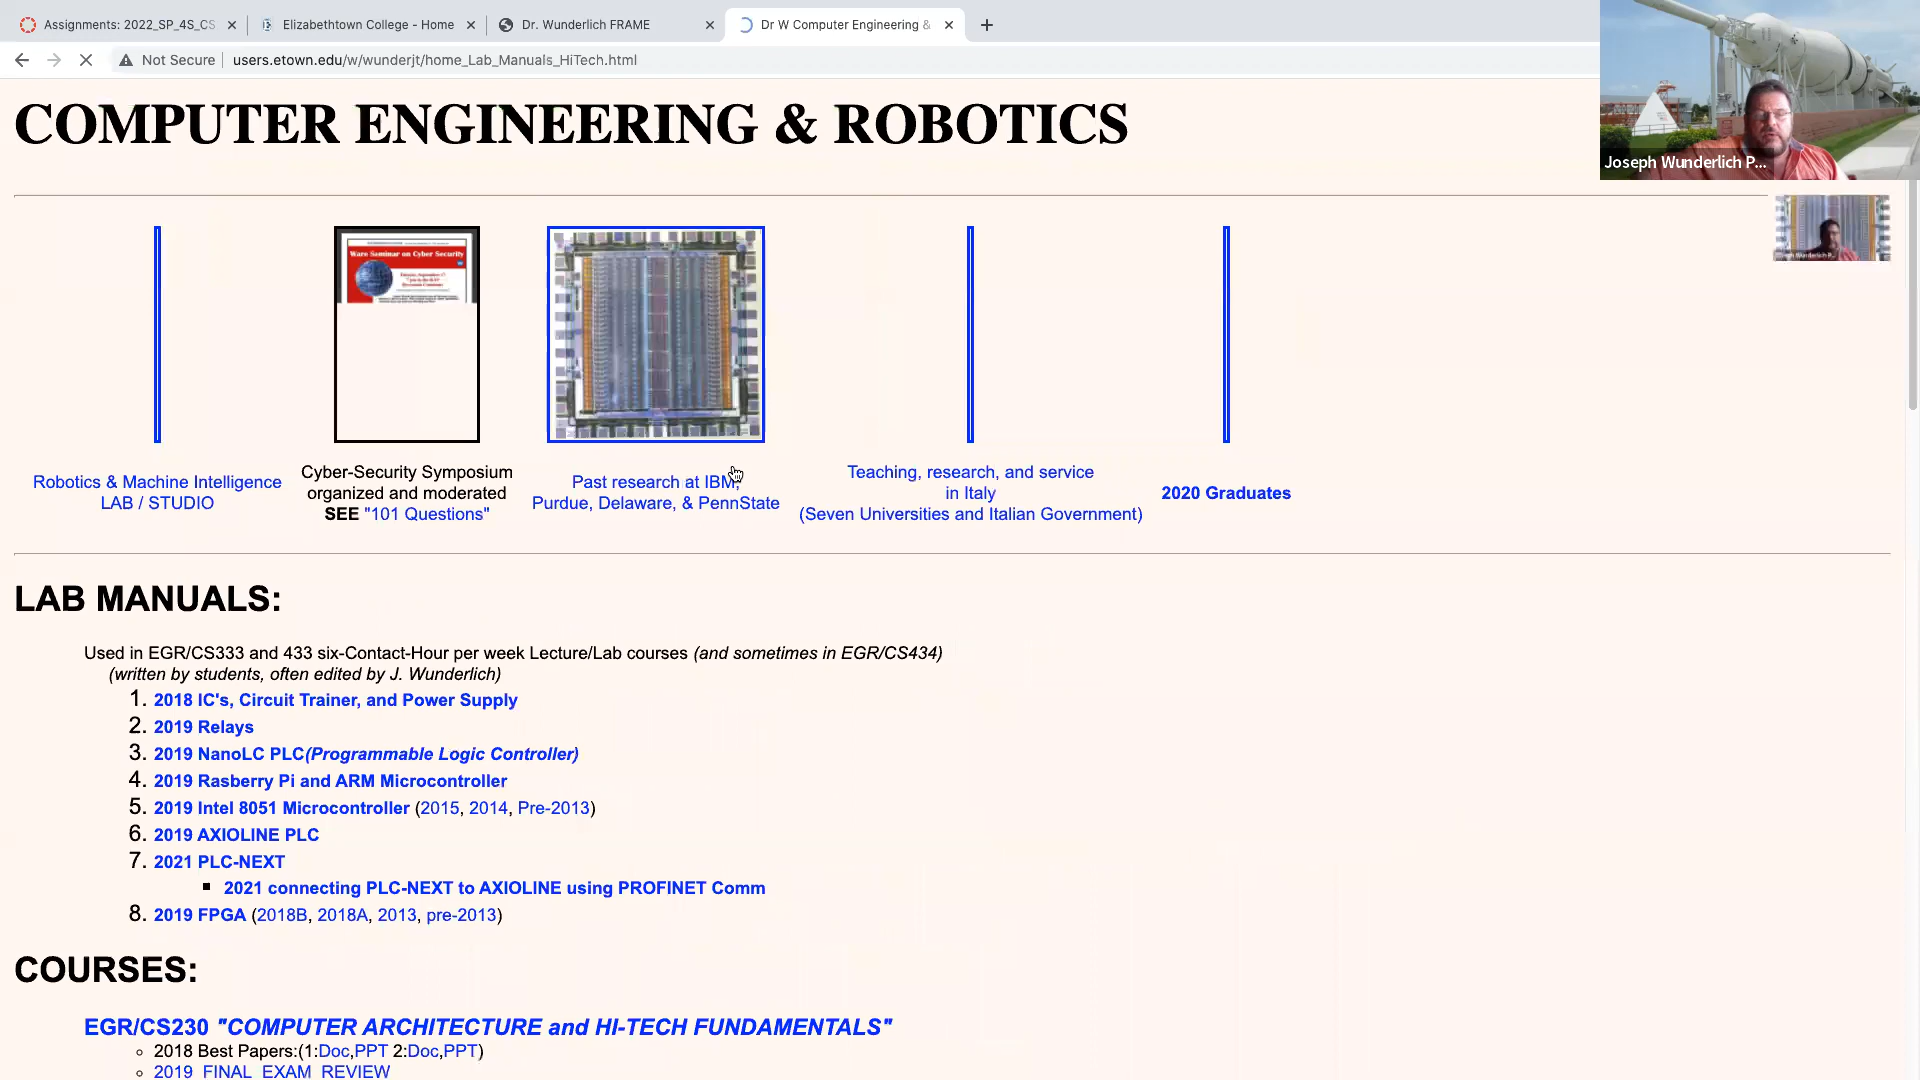 Assignments: 2022_SP_4S_CS
Elizabethtown College - Home
Dr. Wunderlich FRAME
Dr W Computer Engineering &
Not Secure
users.etown.edu/w/wunderjt/home_Lab_Manuals_HiTech.html
Joseph Wunderlich P...
COMPUTER ENGINEERING & ROBOTICS
Ware Seminar on Cyber Security
Robotics & Machine Intelligence
LAB / STUDIO
Cyber-Security Symposium
organized and moderated
SEE "101 Questions"
Past research at IBM,
Purdue, Delaware, & PennState
Teaching, research, and service
in Italy
(Seven Universities and Italian Government)
2020 Graduates
LAB MANUALS:
Used in EGR/CS333 and 433 six-Contact-Hour per week Lecture/Lab courses (and sometimes in EGR/CS434)
(written by students, often edited by J. Wunderlich)
1. 2018 IC's, Circuit Trainer, and Power Supply
2. 2019 Relays
3. 2019 NanoLC PLC(Programmable Logic Controller)
4. 2019 Rasberry Pi and ARM Microcontroller
5. 2019 Intel 8051 Microcontroller (2015, 2014, Pre-2013)
6. 2019 AXIOLINE PLC
7. 2021 PLC-NEXT
2021 connecting PLC-NEXT to AXIOLINE using PROFINET Comm
8. 2019 FPGA (2018B, 2018A, 2013, pre-2013)
COURSES:
EGR/CS230 "COMPUTER ARCHITECTURE and HI-TECH FUNDAMENTALS"
2018 Best Papers:(1:Doc,PPT 2:Doc,PPT)
2019 FINAL EXAM REVIEW